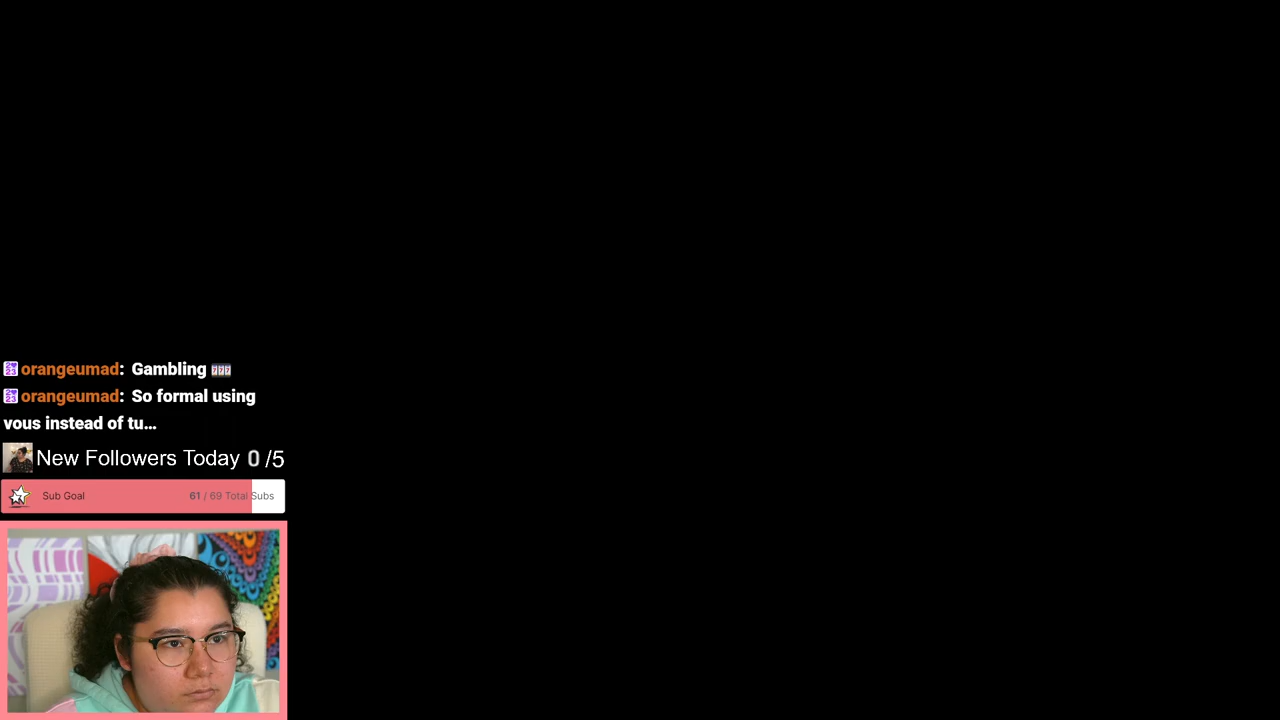 orangeumad: Gambling
orangeumad: So formal using
vous instead of tu...
New Followers Today 0 /5
Sub Goal 61 / 69 Total Subs